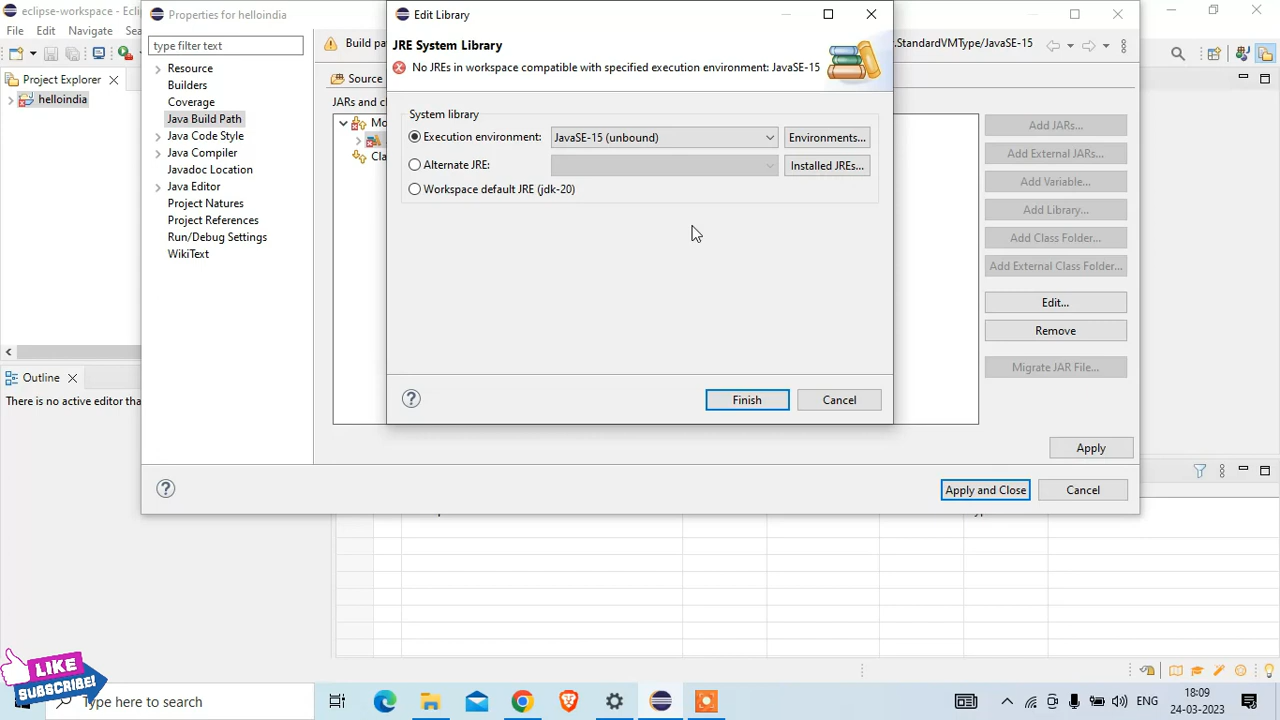 eclipse-workspace - Eclips
File Edit Navigate Sea
Project Explorer
helloindia
Outline
There is no active editor tha
Properties for helloindia
type filter text
Resource
Builders
Coverage
Java Build Path
Java Code Style
Java Compiler
Javadoc Location
Java Editor
Project Natures
Project References
Run/Debug Settings
WikiText
Build pa
.StandardVMType/JavaSE-15
Source
JARs and cl
Mo
Cla
Add JARs...
Add External JARs...
Add Variable...
Add Library...
Add Class Folder...
Add External Class Folder...
Edit...
Remove
Migrate JAR File...
Apply
Apply and Close
Cancel
Edit Library
JRE System Library
No JREs in workspace compatible with specified execution environment: JavaSE-15
System library
Execution environment: JavaSE-15 (unbound) Environments...
Alternate JRE: Installed JREs...
Workspace default JRE (jdk-20)
Finish Cancel
LIKE
SUBSCRIBE!
Type here to search
ENG
18:09
24-03-2023